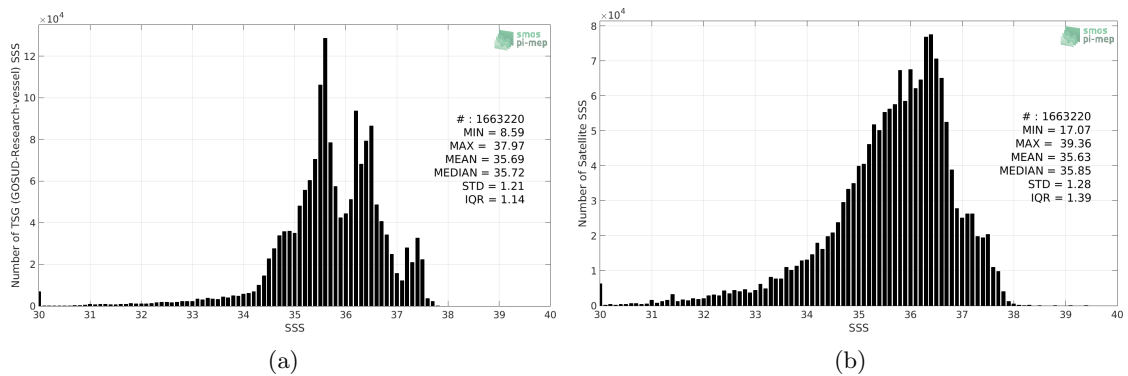 ×10⁴
smos
pi-mep
Number of TSG (GOSUD-Research-vessel) SSS
12
10
8
6
4
2
0
# : 1663220
MIN = 8.59
MAX = 37.97
MEAN = 35.69
MEDIAN = 35.72
STD = 1.21
IQR = 1.14
30 31 32 33 34 35 36 37 38 39 40
SSS
(a)
×10⁴
smos
pi-mep
Number of Satellite SSS
8
7
6
5
4
3
2
1
0
# : 1663220
MIN = 17.07
MAX = 39.36
MEAN = 35.63
MEDIAN = 35.85
STD = 1.28
IQR = 1.39
30 31 32 33 34 35 36 37 38 39 40
SSS
(b)